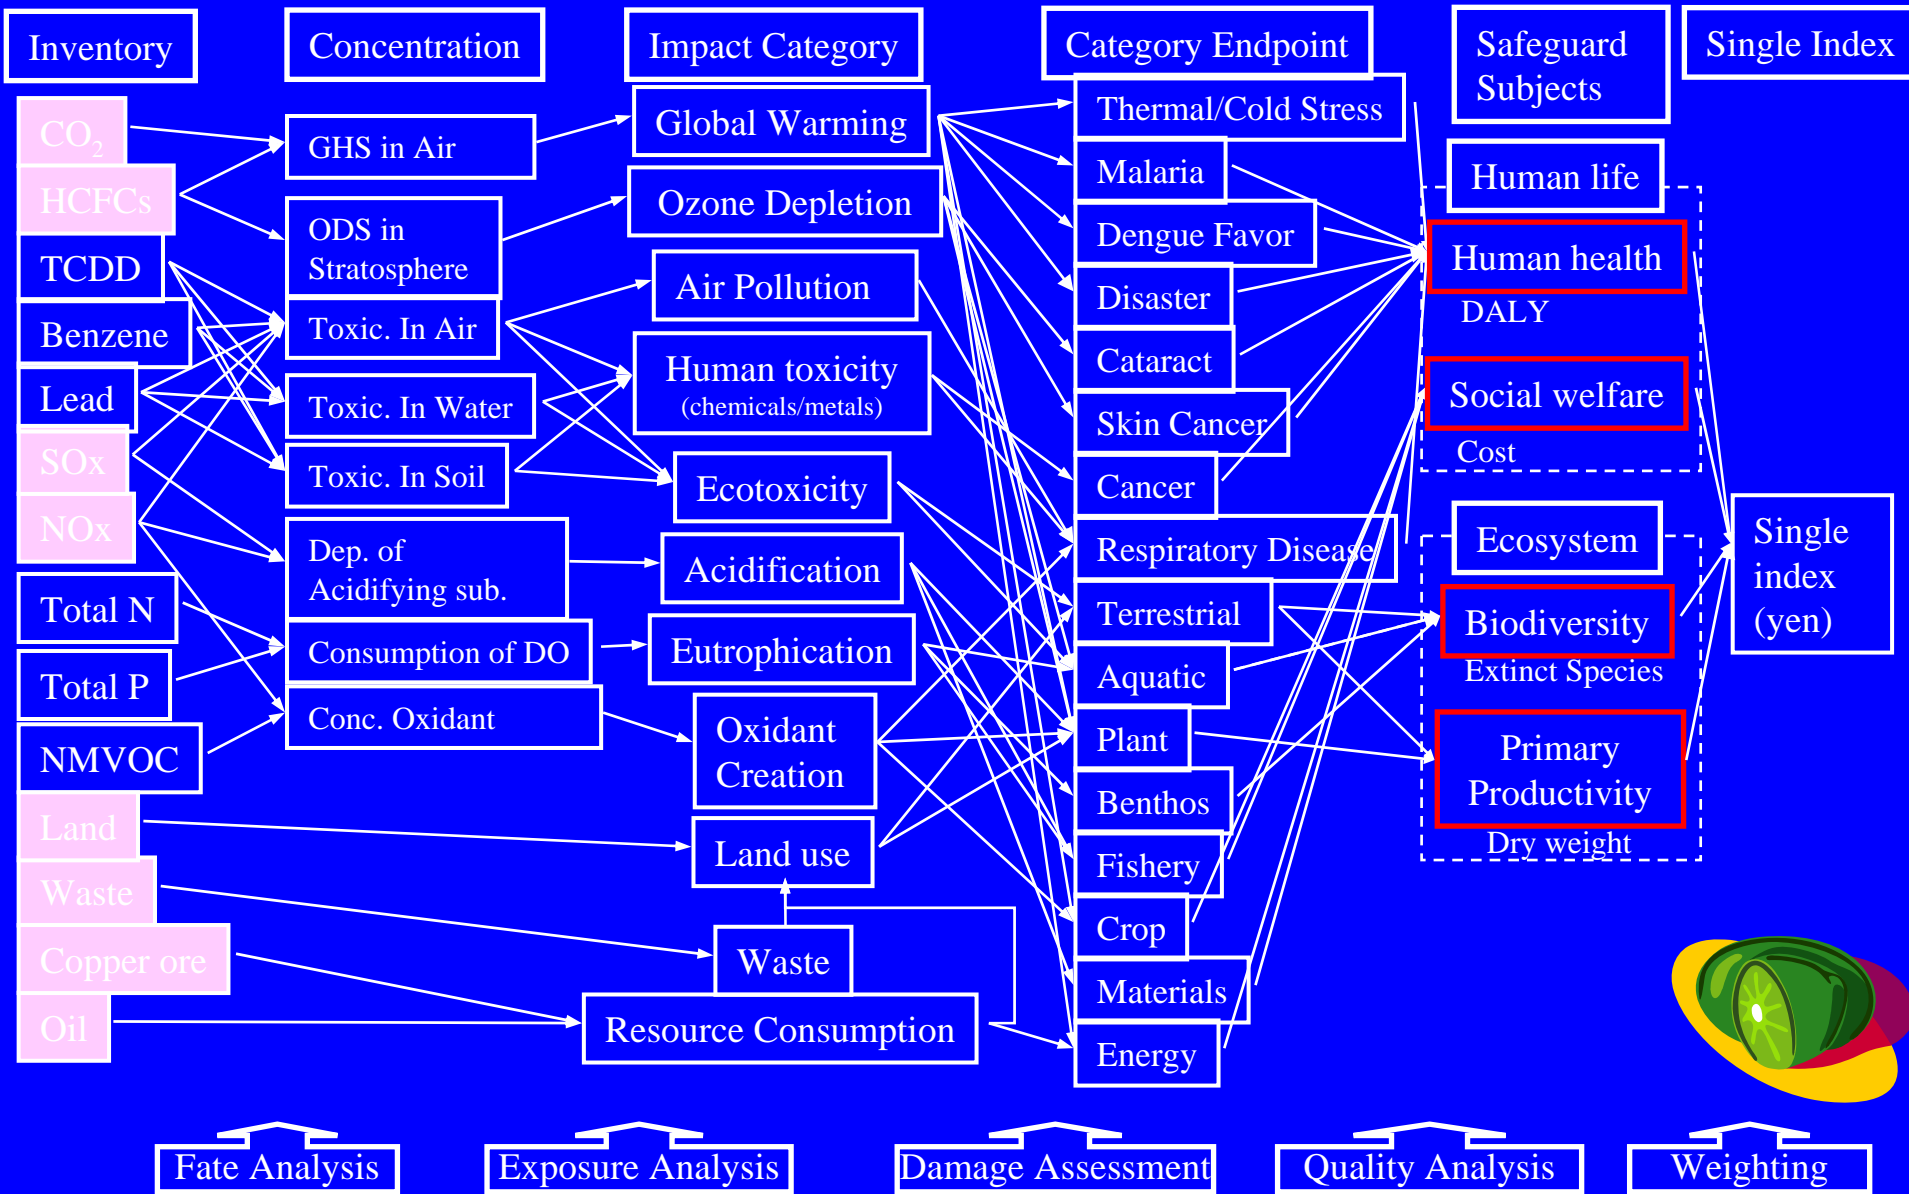 Inventory
Concentration
Impact Category
Category Endpoint
Safeguard
Subjects
Single Index
CO2
HCFCs
TCDD
Benzene
Lead
SOx
NOx
Total N
Total P
NMVOC
Land
Waste
Copper ore
Oil
GHS in Air
ODS in
Stratosphere
Toxic. In Air
Toxic. In Water
Toxic. In Soil
Dep. of
Acidifying sub.
Consumption of DO
Conc. Oxidant
Global Warming
Ozone Depletion
Air Pollution
Human toxicity
(chemicals/metals)
Ecotoxicity
Acidification
Eutrophication
Oxidant
Creation
Land use
Waste
Resource Consumption
Thermal/Cold Stress
Malaria
Dengue Favor
Disaster
Cataract
Skin Cancer
Cancer
Respiratory Disease
Terrestrial
Aquatic
Plant
Benthos
Fishery
Crop
Materials
Energy
Human life
Human health
DALY
Social welfare
Cost
Ecosystem
Biodiversity
Extinct Species
Primary
Productivity
Dry weight
Single
index
(yen)
Fate Analysis
Exposure Analysis
Damage Assessment
Quality Analysis
Weighting